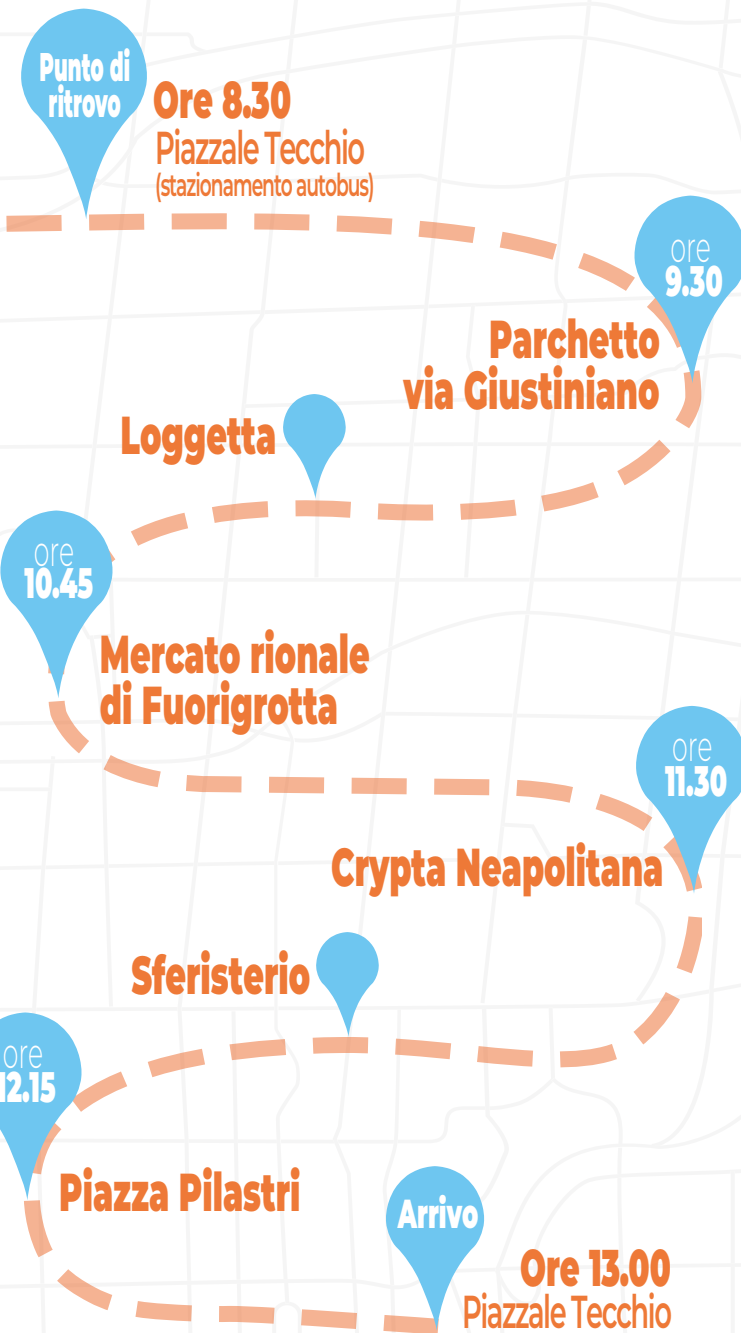 Punto di
ritrovo
Ore 8.30
Piazzale Tecchio
(stazionamento autobus)
ore
9.30
Parchetto
via Giustiniano
Loggetta
ore
10.45
Mercato rionale
di Fuorigrotta
ore
11.30
Crypta Neapolitana
Sferisterio
ore
12.15
Piazza Pilastri
Arrivo
Ore 13.00
Piazzale Tecchio